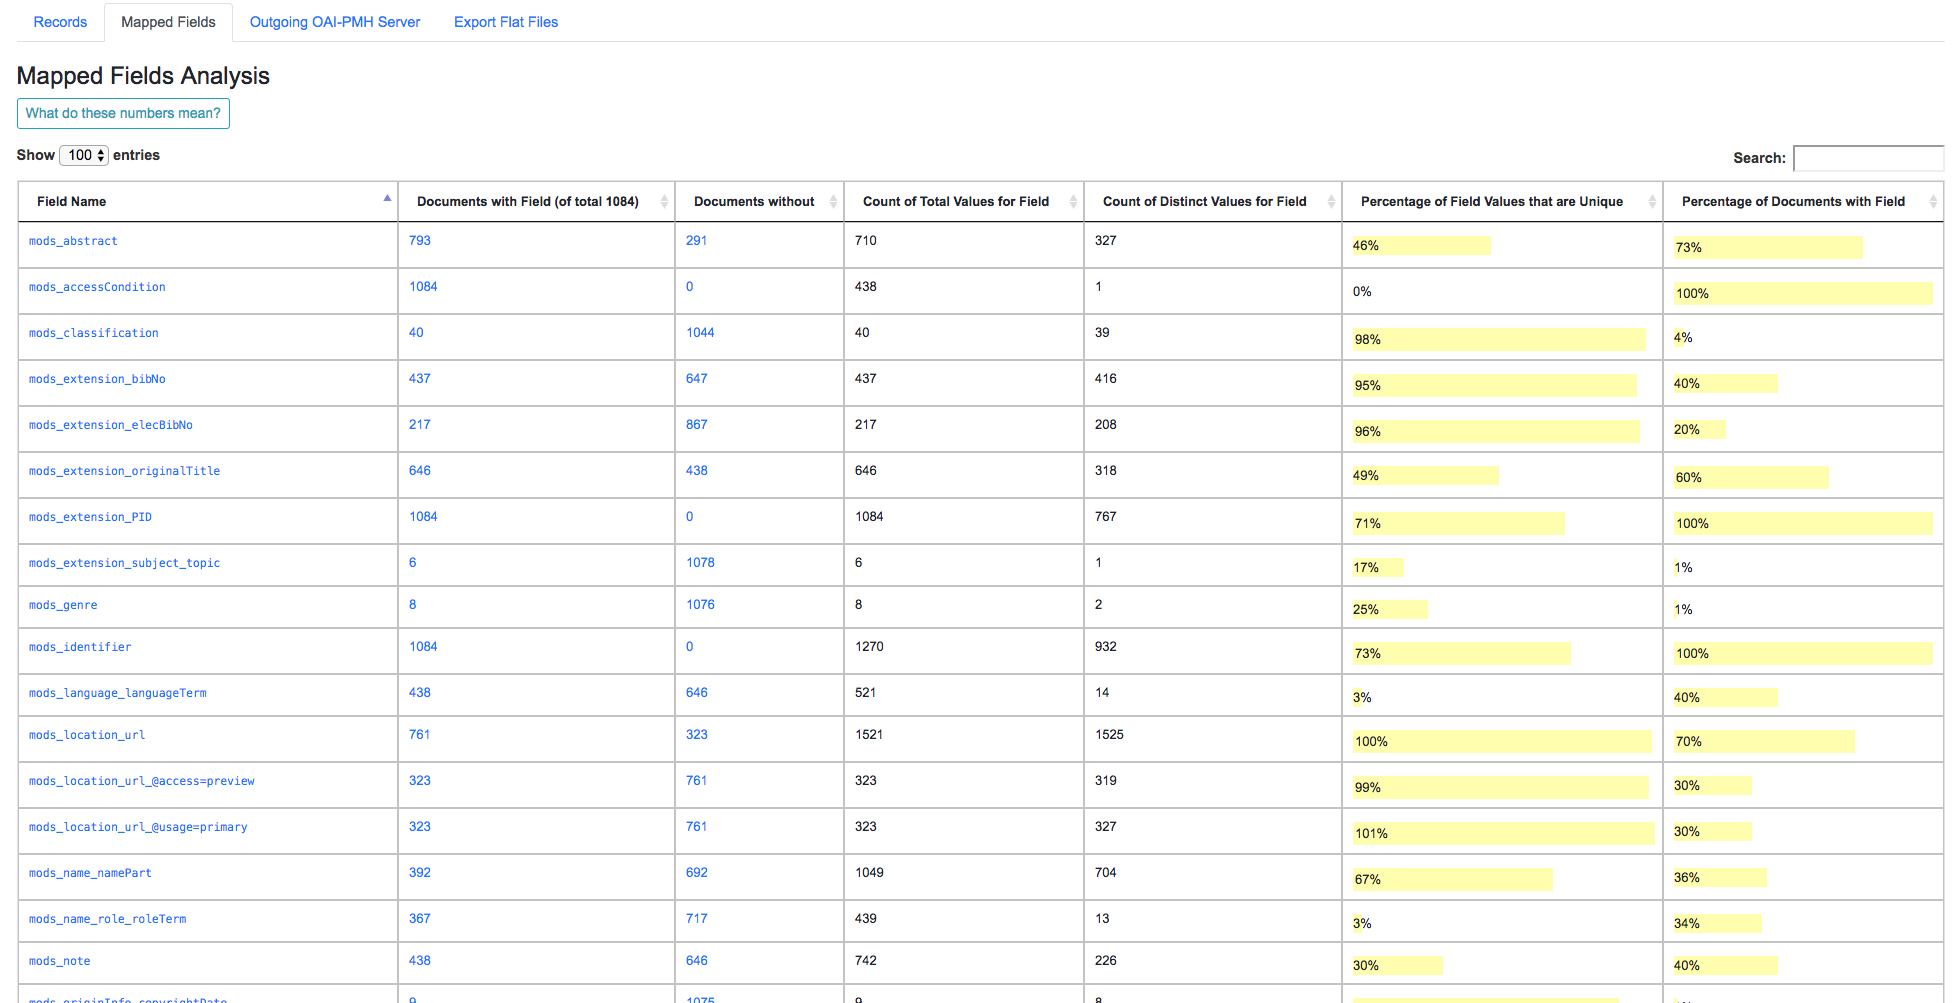 Records Mapped Fields Outgoing OAI-PMH Server Export Flat Files
Mapped Fields Analysis
What do these numbers mean?
Show 100 entries Search:
Field Name Documents with Field (of total 1084) Documents without Count of Total Values for Field Count of Distinct Values for Field Percentage of Field Values that are Unique Percentage of Documents with Field
mods_abstract 793 291 710 327 46% 73%
mods_accessCondition 1084 0 438 1 0% 100%
mods_classification 40 1044 40 39 98% 4%
mods_extension_bibNo 437 647 437 416 95% 40%
mods_extension_elecBibNo 217 867 217 208 96% 20%
mods_extension_originalTitle 646 438 646 318 49% 60%
mods_extension_PID 1084 0 1084 767 71% 100%
mods_extension_subject_topic 6 1078 6 1 17% 1%
mods_genre 8 1076 8 2 25% 1%
mods_identifier 1084 0 1270 932 73% 100%
mods_language_languageTerm 438 646 521 14 3% 40%
mods_location_url 761 323 1521 1525 100% 70%
mods_location_url_@access=preview 323 761 323 319 99% 30%
mods_location_url_@usage=primary 323 761 323 327 101% 30%
mods_name_namePart 392 692 1049 704 67% 36%
mods_name_role_roleTerm 367 717 439 13 3% 34%
mods_note 438 646 742 226 30% 40%
mods_originInfo_copyrightDate 9 1075 9 8